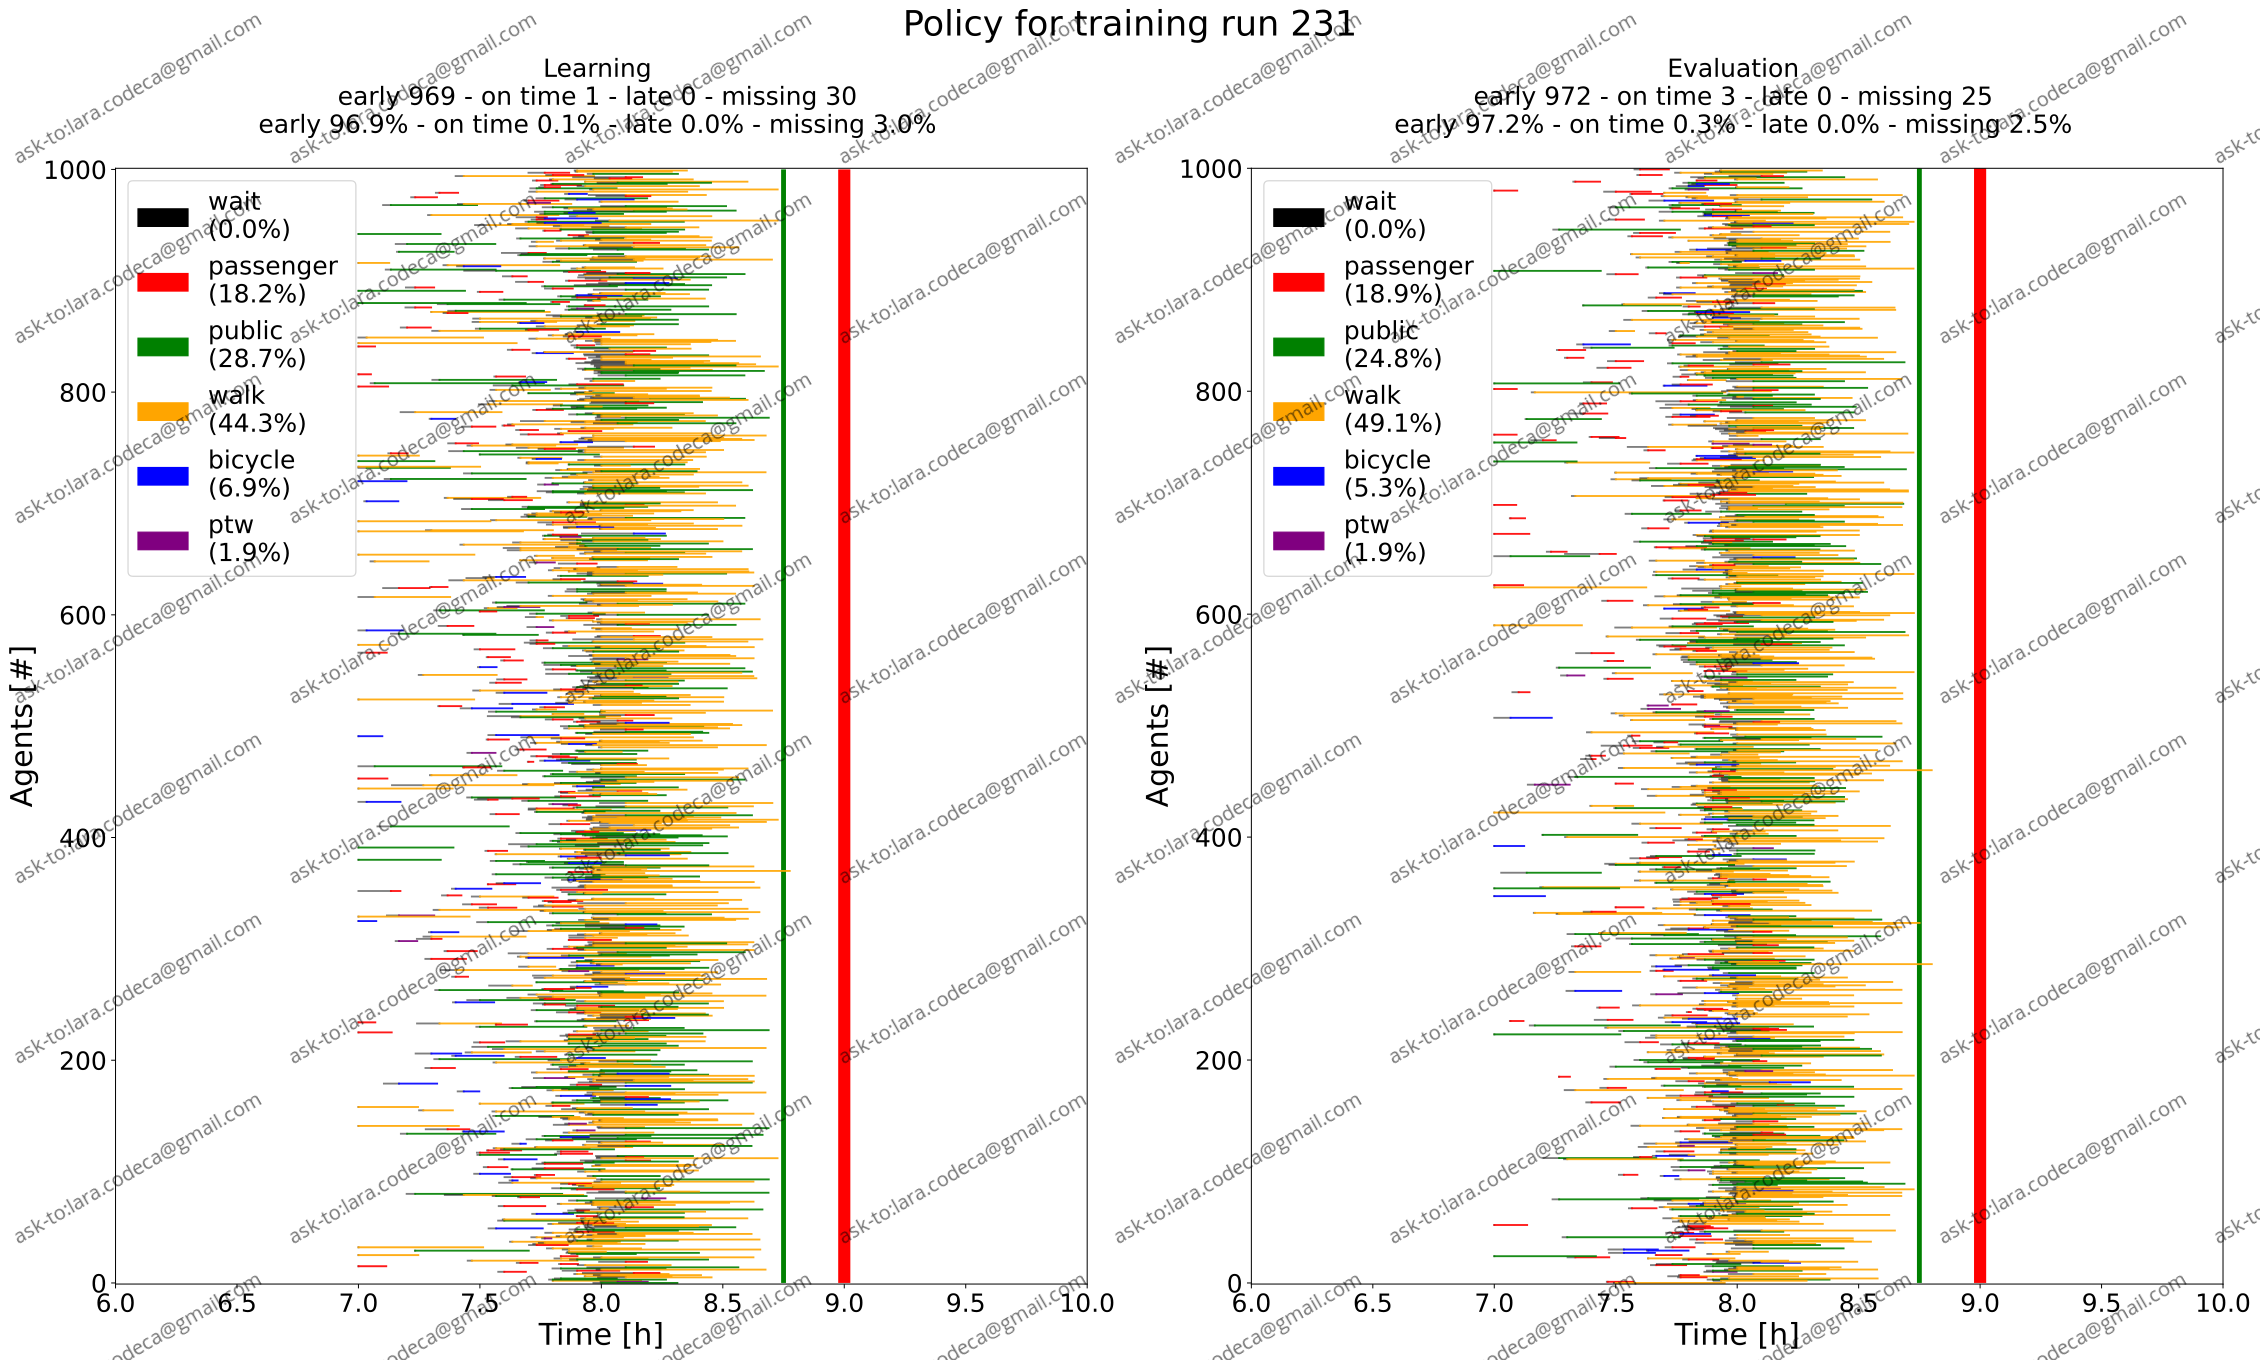 Policy for training run 231
Learning
early 969 - on time 1 - late 0 - missing 30
early 96.9% - on time 0.1% - late 0.0% - missing 3.0%
wait
(0.0%)
passenger
(18.2%)
public
(28.7%)
walk
(44.3%)
bicycle
(6.9%)
ptw
(1.9%)
Agents [#]
1000
800
600
400
200
0
6.0 6.5 7.0 7.5 8.0 8.5 9.0 9.5 10.0
Time [h]
Evaluation
early 972 - on time 3 - late 0 - missing 25
early 97.2% - on time 0.3% - late 0.0% - missing 2.5%
wait
(0.0%)
passenger
(18.9%)
public
(24.8%)
walk
(49.1%)
bicycle
(5.3%)
ptw
(1.9%)
Agents [#]
1000
800
600
400
200
0
6.0 6.5 7.0 7.5 8.0 8.5 9.0 9.5 10.0
Time [h]
ask-to:lara.codeca@gmail.com